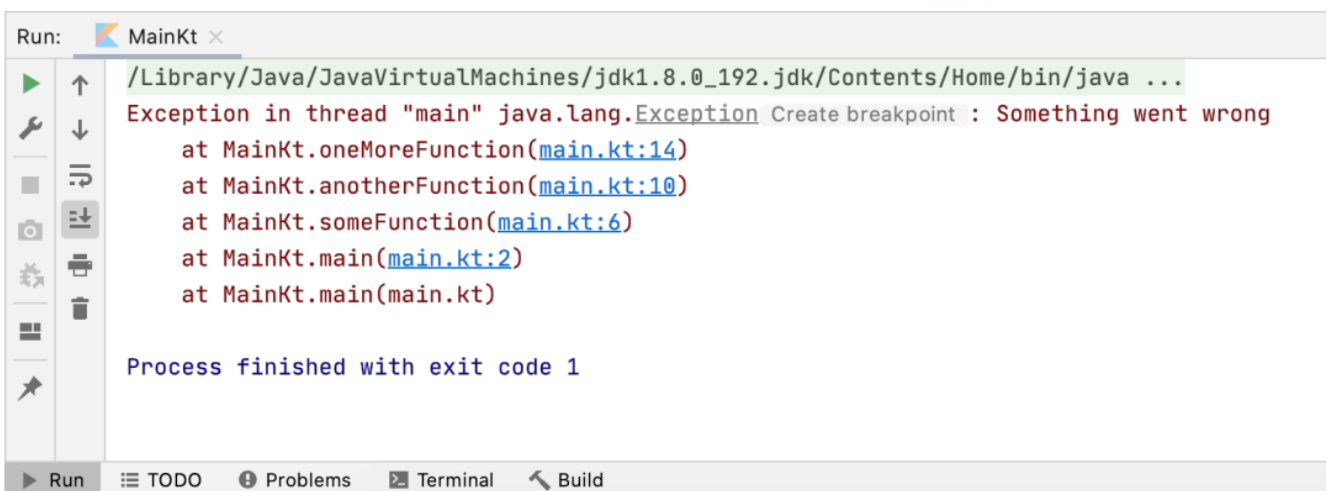 Run: MainKt
/Library/Java/JavaVirtualMachines/jdk1.8.0_192.jdk/Contents/Home/bin/java ...
Exception in thread "main" java.lang.Exception Create breakpoint : Something went wrong
at MainKt.oneMoreFunction(main.kt:14)
at MainKt.anotherFunction(main.kt:10)
at MainKt.someFunction(main.kt:6)
at MainKt.main(main.kt:2)
at MainKt.main(main.kt)
Process finished with exit code 1
Run TODO Problems Terminal Build